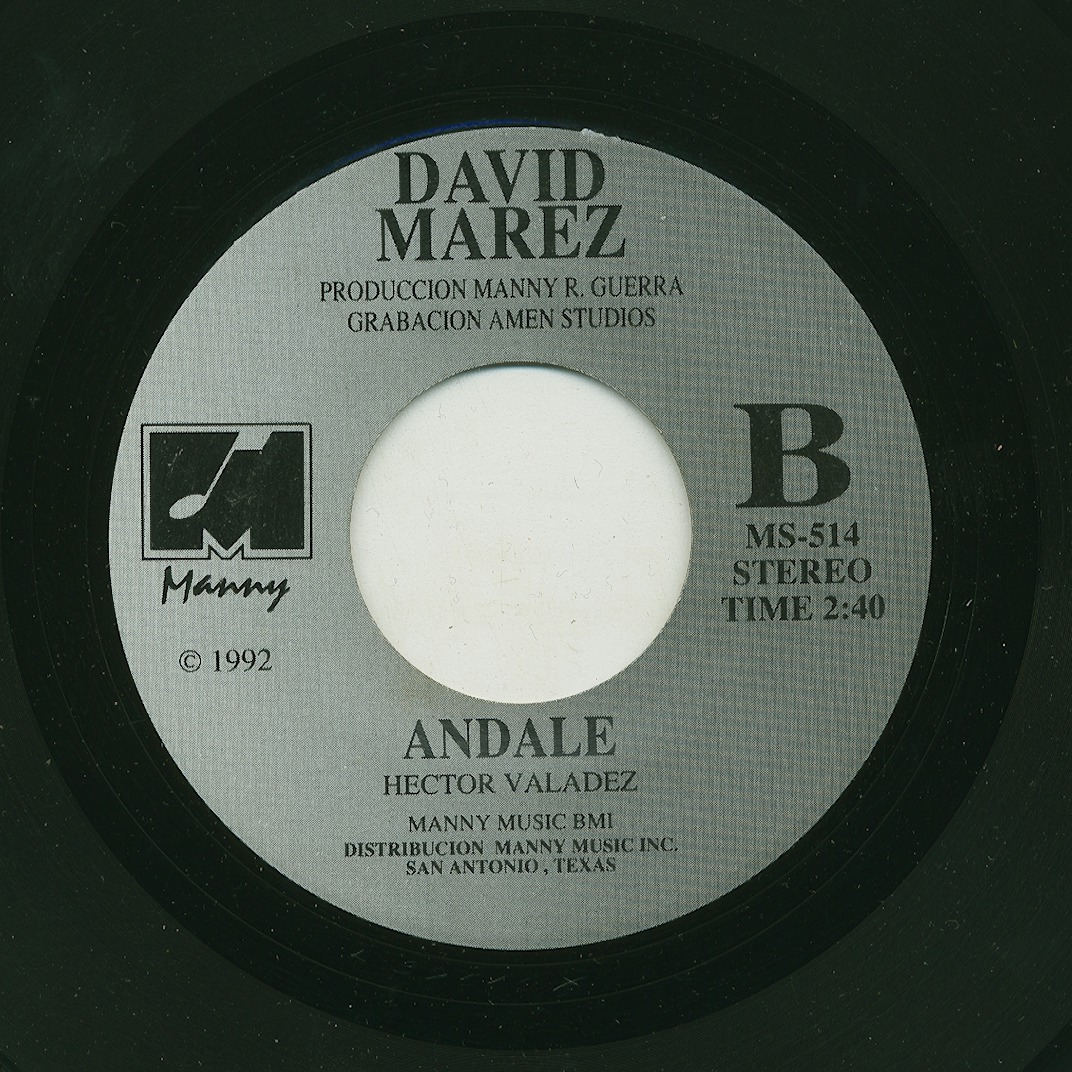 DAVID
MAREZ
PRODUCCION MANNY R. GUERRA
GRABACION AMEN STUDIOS
M
Manny
© 1992
B
MS-514
STEREO
TIME 2:40
ANDALE
HECTOR VALADEZ
MANNY MUSIC BMI
DISTRIBUCION MANNY MUSIC INC.
SAN ANTONIO , TEXAS